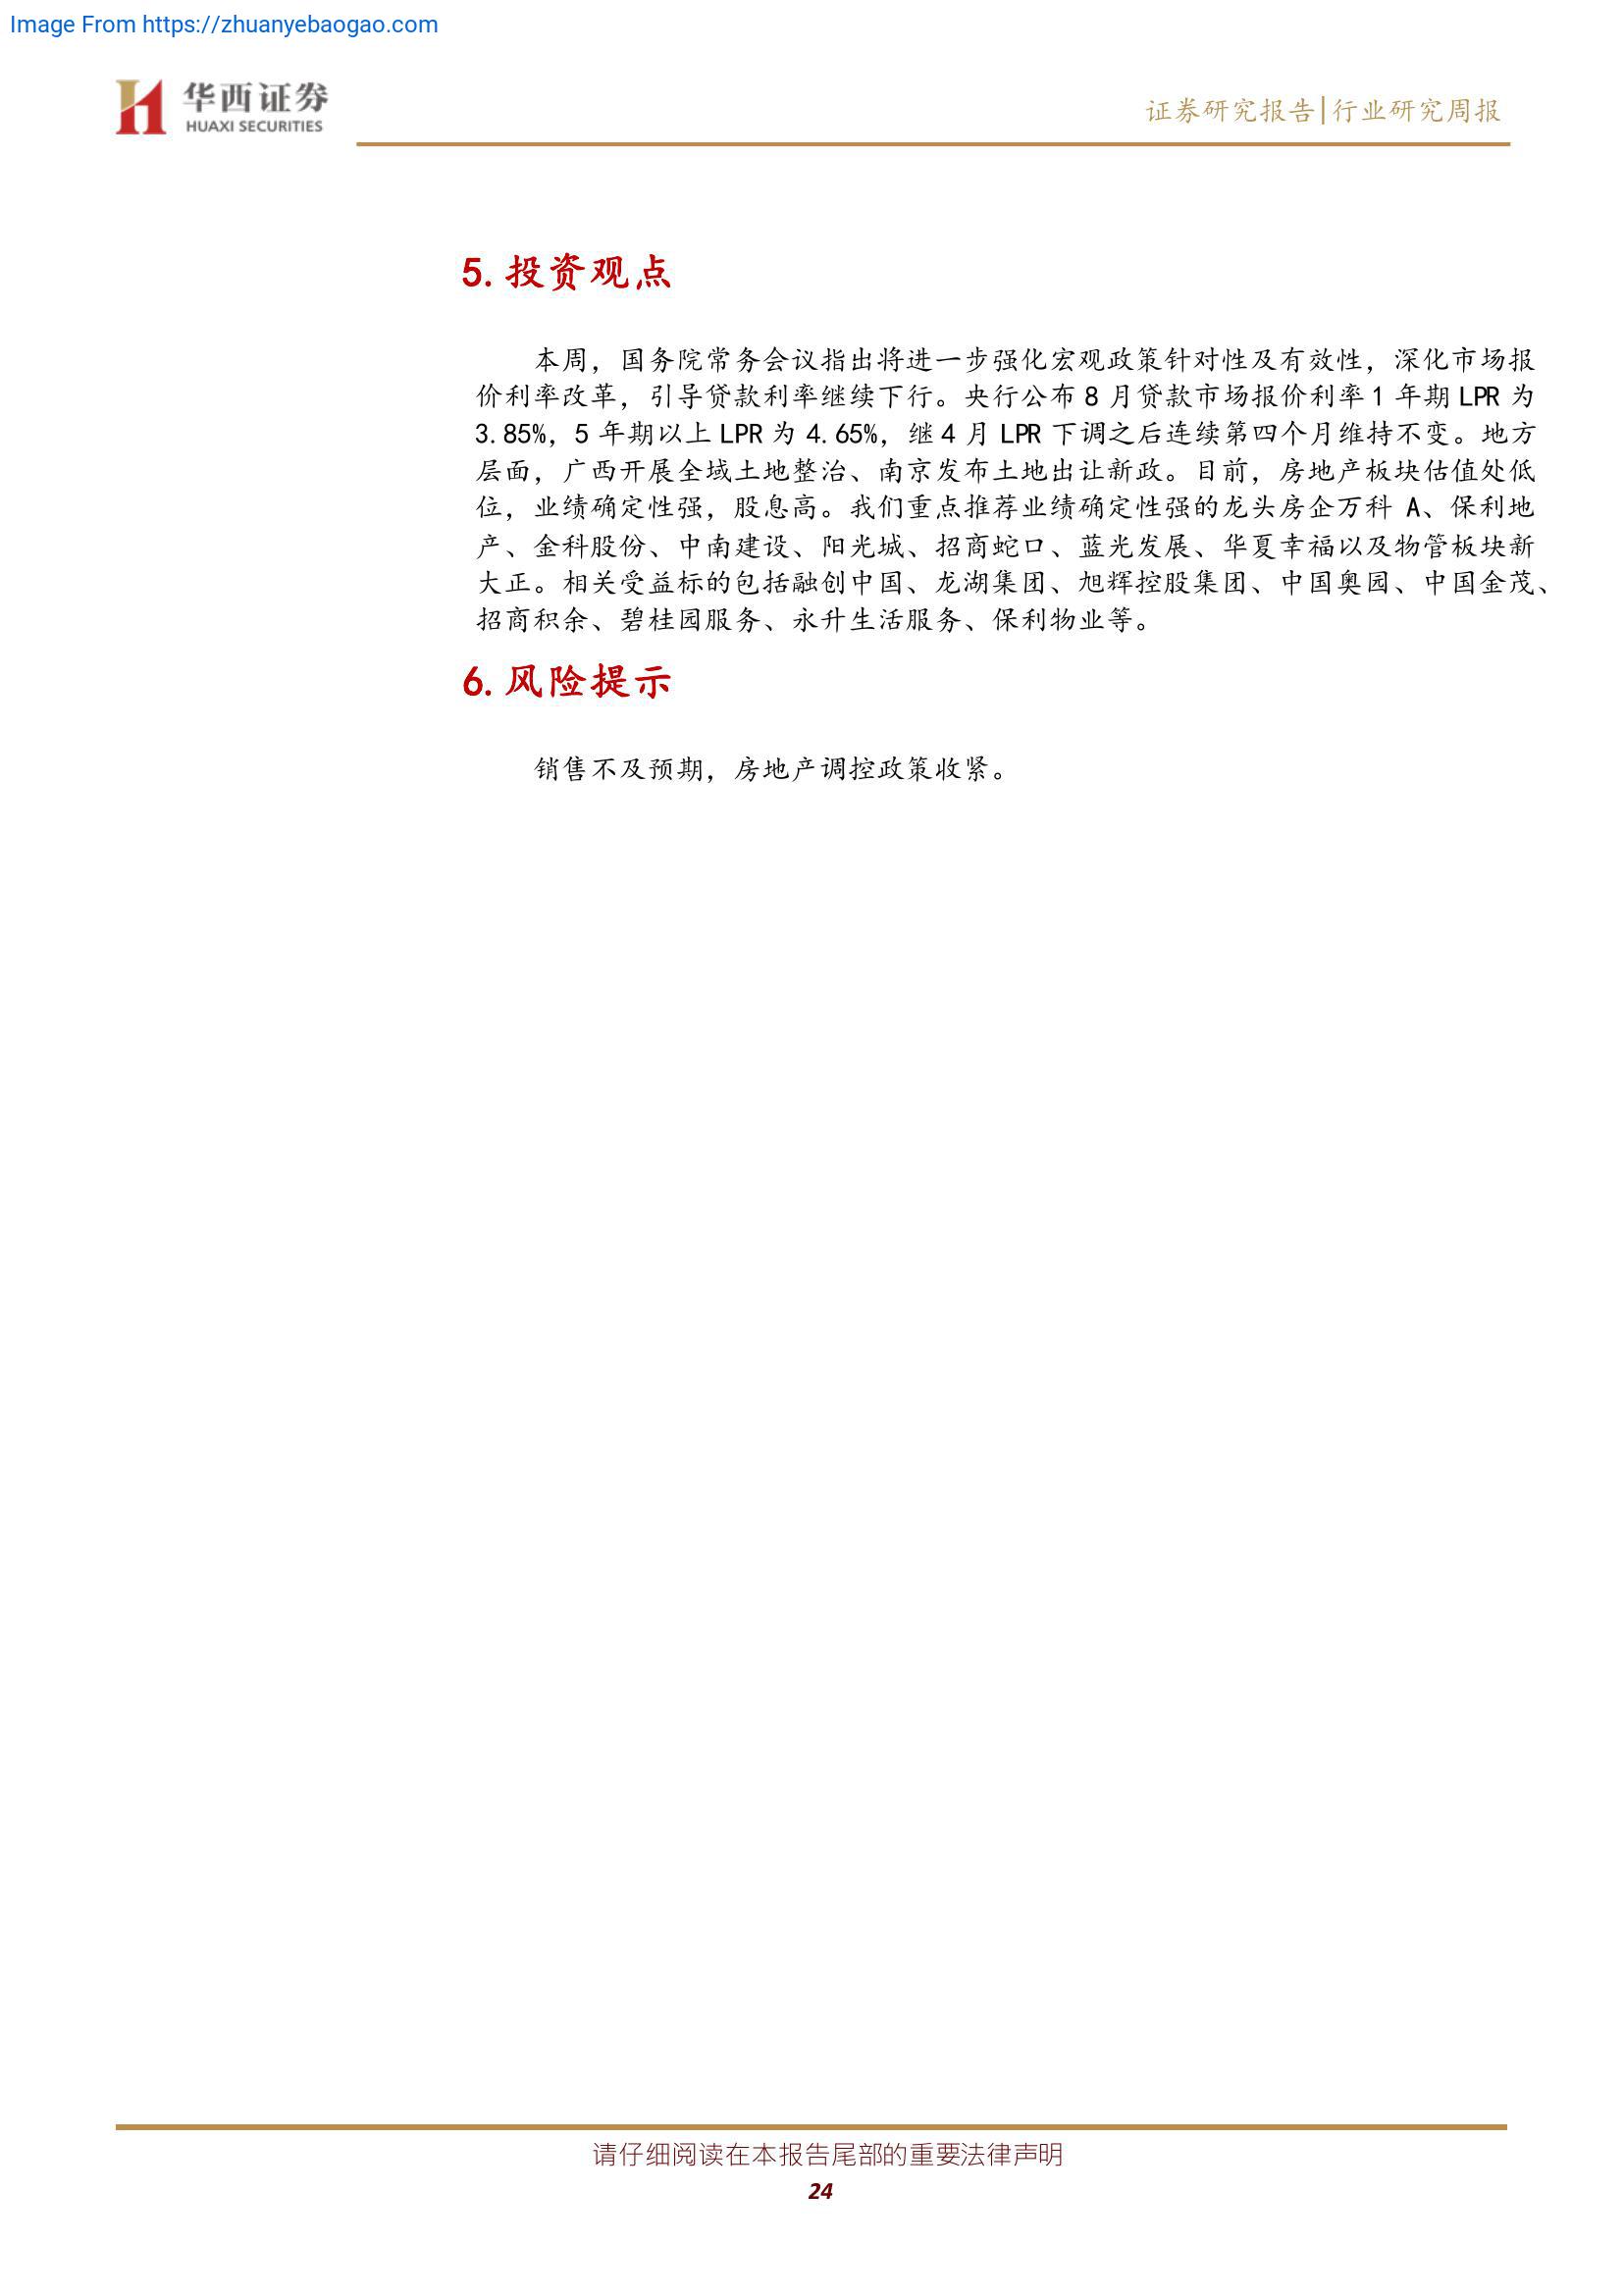 Image From https://zhuanyebaogao.com
华西证券
HUAXI SECURITIES
证券研究报告|行业研究周报
5.投资观点
本周，国务院常务会议指出将进一步强化宏观政策针对性及有效性，深化市场报
价利率改革，引导贷款利率继续下行。央行公布 8 月贷款市场报价利率 1 年期 LPR 为
3.85%，5 年期以上 LPR 为 4.65%，继 4 月 LPR 下调之后连续第四个月维持不变。地方
层面，广西开展全域土地整治、南京发布土地出让新政。目前，房地产板块估值处低
位，业绩确定性强，股息高。我们重点推荐业绩确定性强的龙头房企万科 A、保利地
产、金科股份、中南建设、阳光城、招商蛇口、蓝光发展、华夏幸福以及物管板块新
大正。相关受益标的包括融创中国、龙湖集团、旭辉控股集团、中国奥园、中国金茂、
招商积余、碧桂园服务、永升生活服务、保利物业等。
6.风险提示
销售不及预期，房地产调控政策收紧。
请仔细阅读在本报告尾部的重要法律声明
24